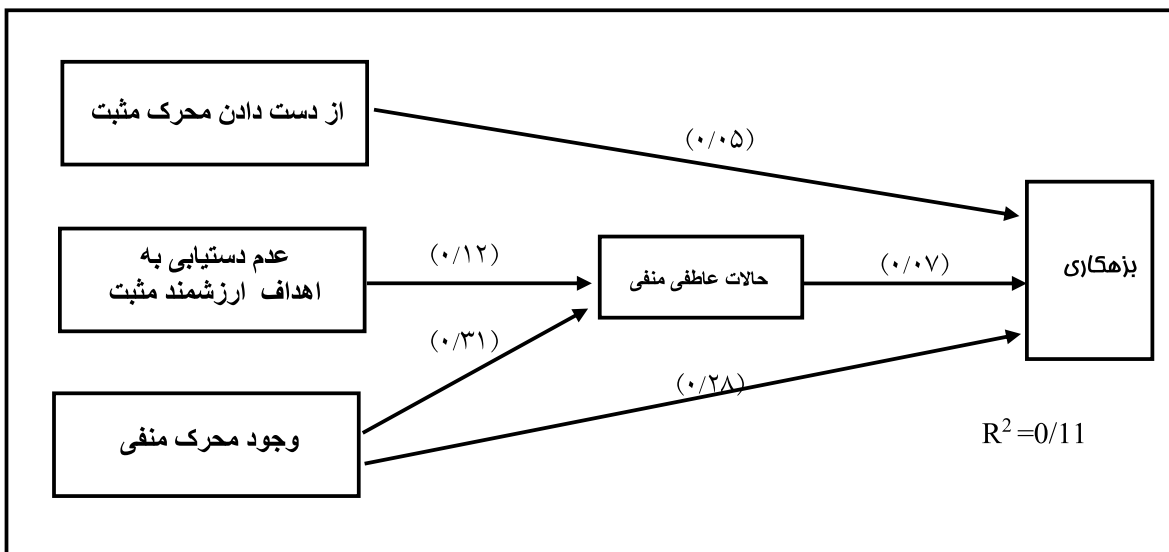 از دست دادن محرک مثبت
(۰/۰۵)
عدم دستیابی به
اهداف ارزشمند مثبت
(۰/۱۲)
حالات عاطفی منفی
(۰/۰۷)
بزهکاری
(۰/۳۱)
(۰/۲۸)
وجود محرک منفی
R² =0/11